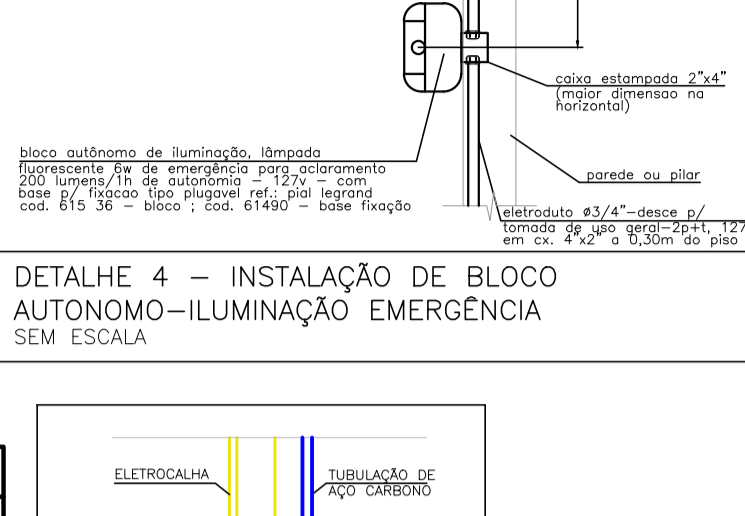 caixa estampada 2"x4"
(maior dimensao na
horizontal)
bloco autônomo de iluminação, lâmpada
fluorescente 6w de emergência para aclaramento
200 lumens/1h de autonomia – 127v – com
base p/ fixacao tipo plugavel ref.: pial legrand
cod. 615 36 – bloco ; cod. 61490 – base fixação
parede ou pilar
eletroduto ø3/4"–desce p/
tomada de uso geral–2p+t, 127
em cx. 4"x2" a 0,30m do piso
DETALHE 4 – INSTALAÇÃO DE BLOCO
AUTONOMO–ILUMINAÇÃO EMERGÊNCIA
SEM ESCALA
ELETROCALHA
TUBULAÇÃO DE
AÇO CARBONO